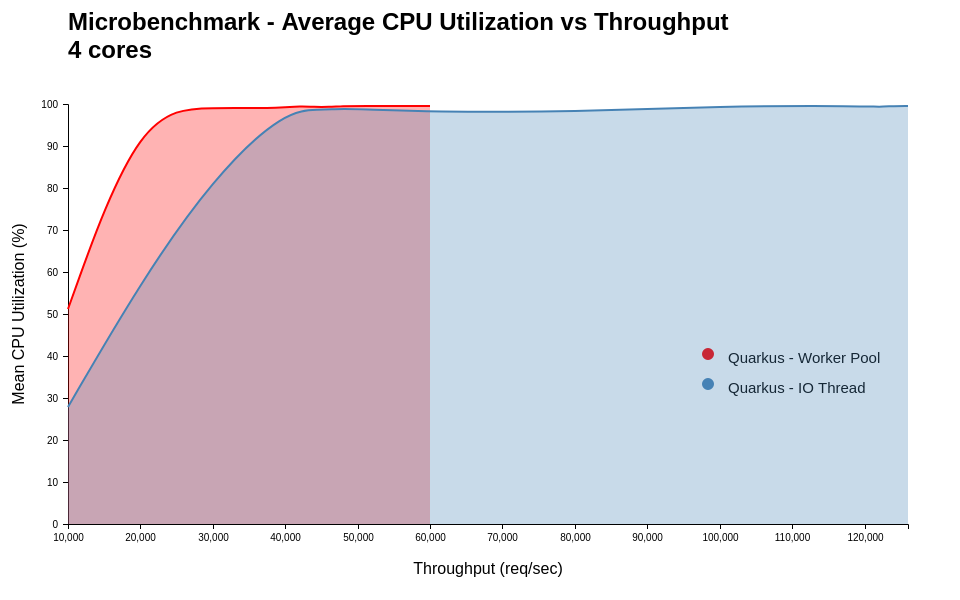 Microbenchmark - Average CPU Utilization vs Throughput
4 cores
100
90
80
70
60
50
40
30
20
10
0
Mean CPU Utilization (%)
Quarkus - Worker Pool
Quarkus - IO Thread
10,000 20,000 30,000 40,000 50,000 60,000 70,000 80,000 90,000 100,000 110,000 120,000
Throughput (req/sec)